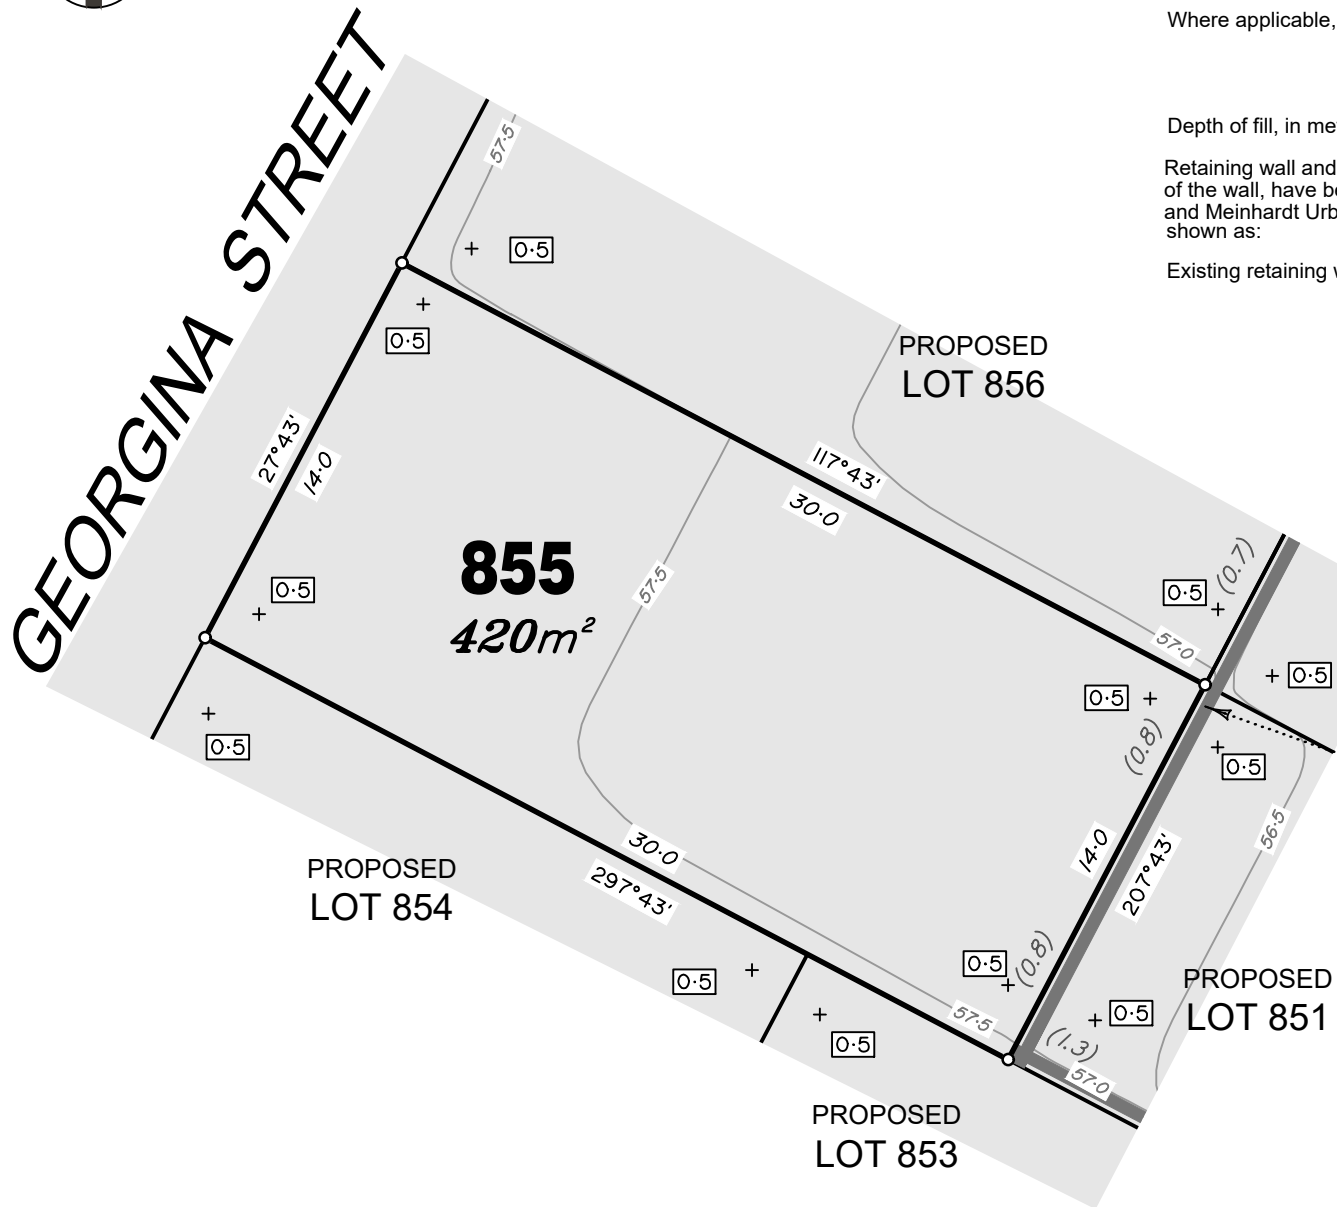 Where applicable,
Depth of fill, in me
Retaining wall and
of the wall, have b
and Meinhardt Urb
shown as:
Existing retaining
GEORGINA STREET
57·5
0·5
0·5
PROPOSED
LOT 856
27°43'
14·0
117°43'
30·0
855
420m²
57·5
0·5
0·5
(0.7)
57·0
0·5
0·5
(0.8)
0·5
0·5
56·5
14·0
207°43'
30·0
297°43'
PROPOSED
LOT 854
0·5
(0.8)
0·5
0·5
57·5
0·5
(1.3)
57·0
PROPOSED
LOT 851
PROPOSED
LOT 853